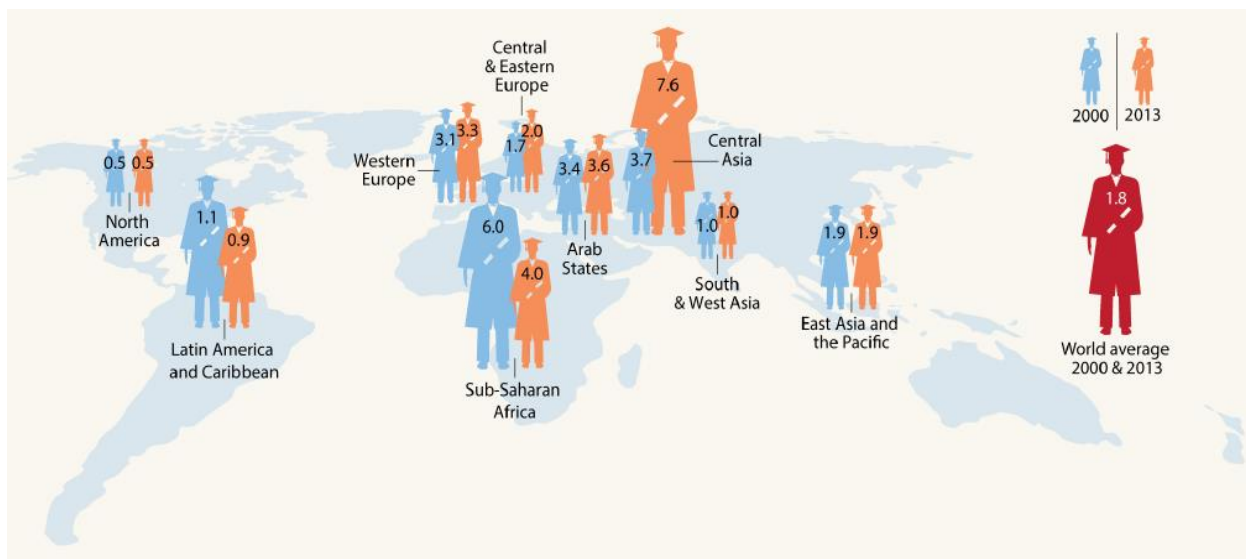 0.5
0.5
North
America
1.1
0.9
Latin America
and Caribbean
Western
Europe
3.1
3.3
Central
& Eastern
Europe
1.7
2.0
6.0
4.0
Sub-Saharan
Africa
3.4
3.6
Arab
States
3.7
7.6
Central
Asia
1.0
1.0
South
& West Asia
1.9
1.9
East Asia and
the Pacific
2000
2013
1.8
World average
2000 & 2013